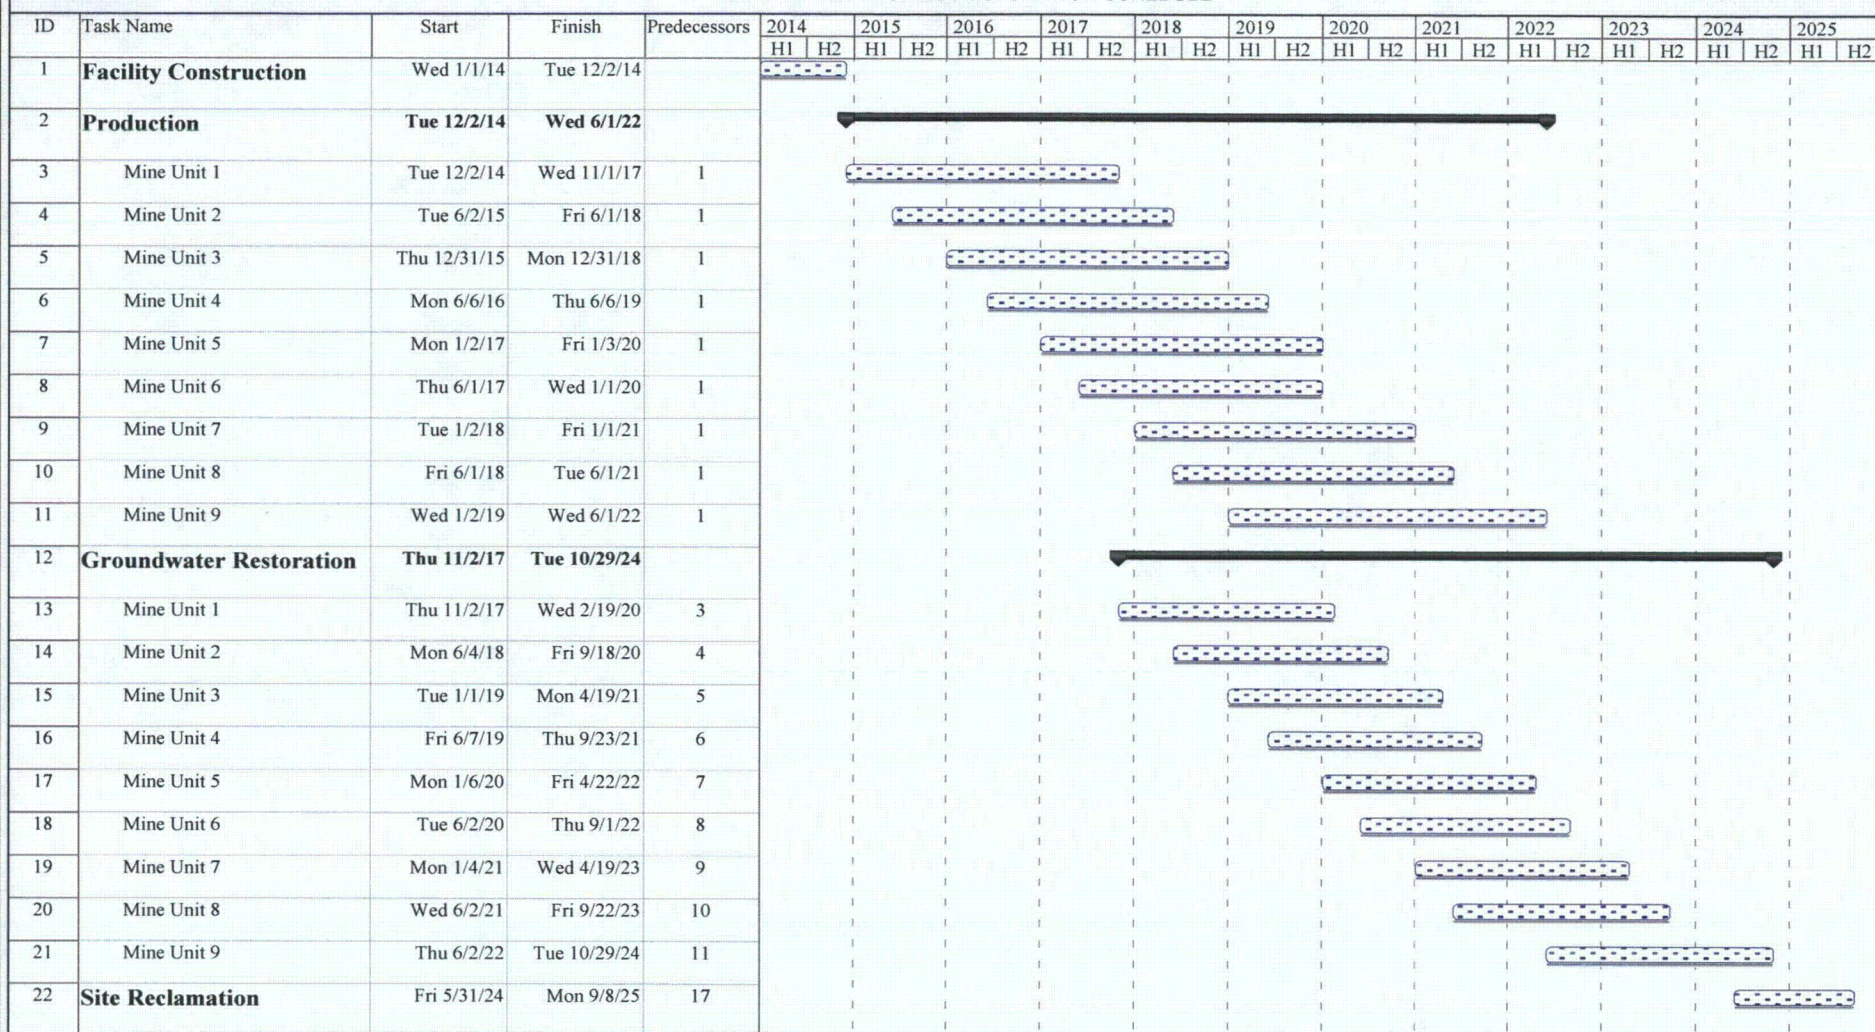 ID Task Name Start Finish Predecessors 2014 2015 2016 2017 2018 2019 2020 2021 2022 2023 2024 2025
H1 H2 H1 H2 H1 H2 H1 H2 H1 H2 H1 H2 H1 H2 H1 H2 H1 H2 H1 H2 H1 H2 H1 H2
1 Facility Construction Wed 1/1/14 Tue 12/2/14
2 Production Tue 12/2/14 Wed 6/1/22
3 Mine Unit 1 Tue 12/2/14 Wed 11/1/17 1
4 Mine Unit 2 Tue 6/2/15 Fri 6/1/18 1
5 Mine Unit 3 Thu 12/31/15 Mon 12/31/18 1
6 Mine Unit 4 Mon 6/6/16 Thu 6/6/19 1
7 Mine Unit 5 Mon 1/2/17 Fri 1/3/20 1
8 Mine Unit 6 Thu 6/1/17 Wed 1/1/20 1
9 Mine Unit 7 Tue 1/2/18 Fri 1/1/21 1
10 Mine Unit 8 Fri 6/1/18 Tue 6/1/21 1
11 Mine Unit 9 Wed 1/2/19 Wed 6/1/22 1
12 Groundwater Restoration Thu 11/2/17 Tue 10/29/24
13 Mine Unit 1 Thu 11/2/17 Wed 2/19/20 3
14 Mine Unit 2 Mon 6/4/18 Fri 9/18/20 4
15 Mine Unit 3 Tue 1/1/19 Mon 4/19/21 5
16 Mine Unit 4 Fri 6/7/19 Thu 9/23/21 6
17 Mine Unit 5 Mon 1/6/20 Fri 4/22/22 7
18 Mine Unit 6 Tue 6/2/20 Thu 9/1/22 8
19 Mine Unit 7 Mon 1/4/21 Wed 4/19/23 9
20 Mine Unit 8 Wed 6/2/21 Fri 9/22/23 10
21 Mine Unit 9 Thu 6/2/22 Tue 10/29/24 11
22 Site Reclamation Fri 5/31/24 Mon 9/8/25 17